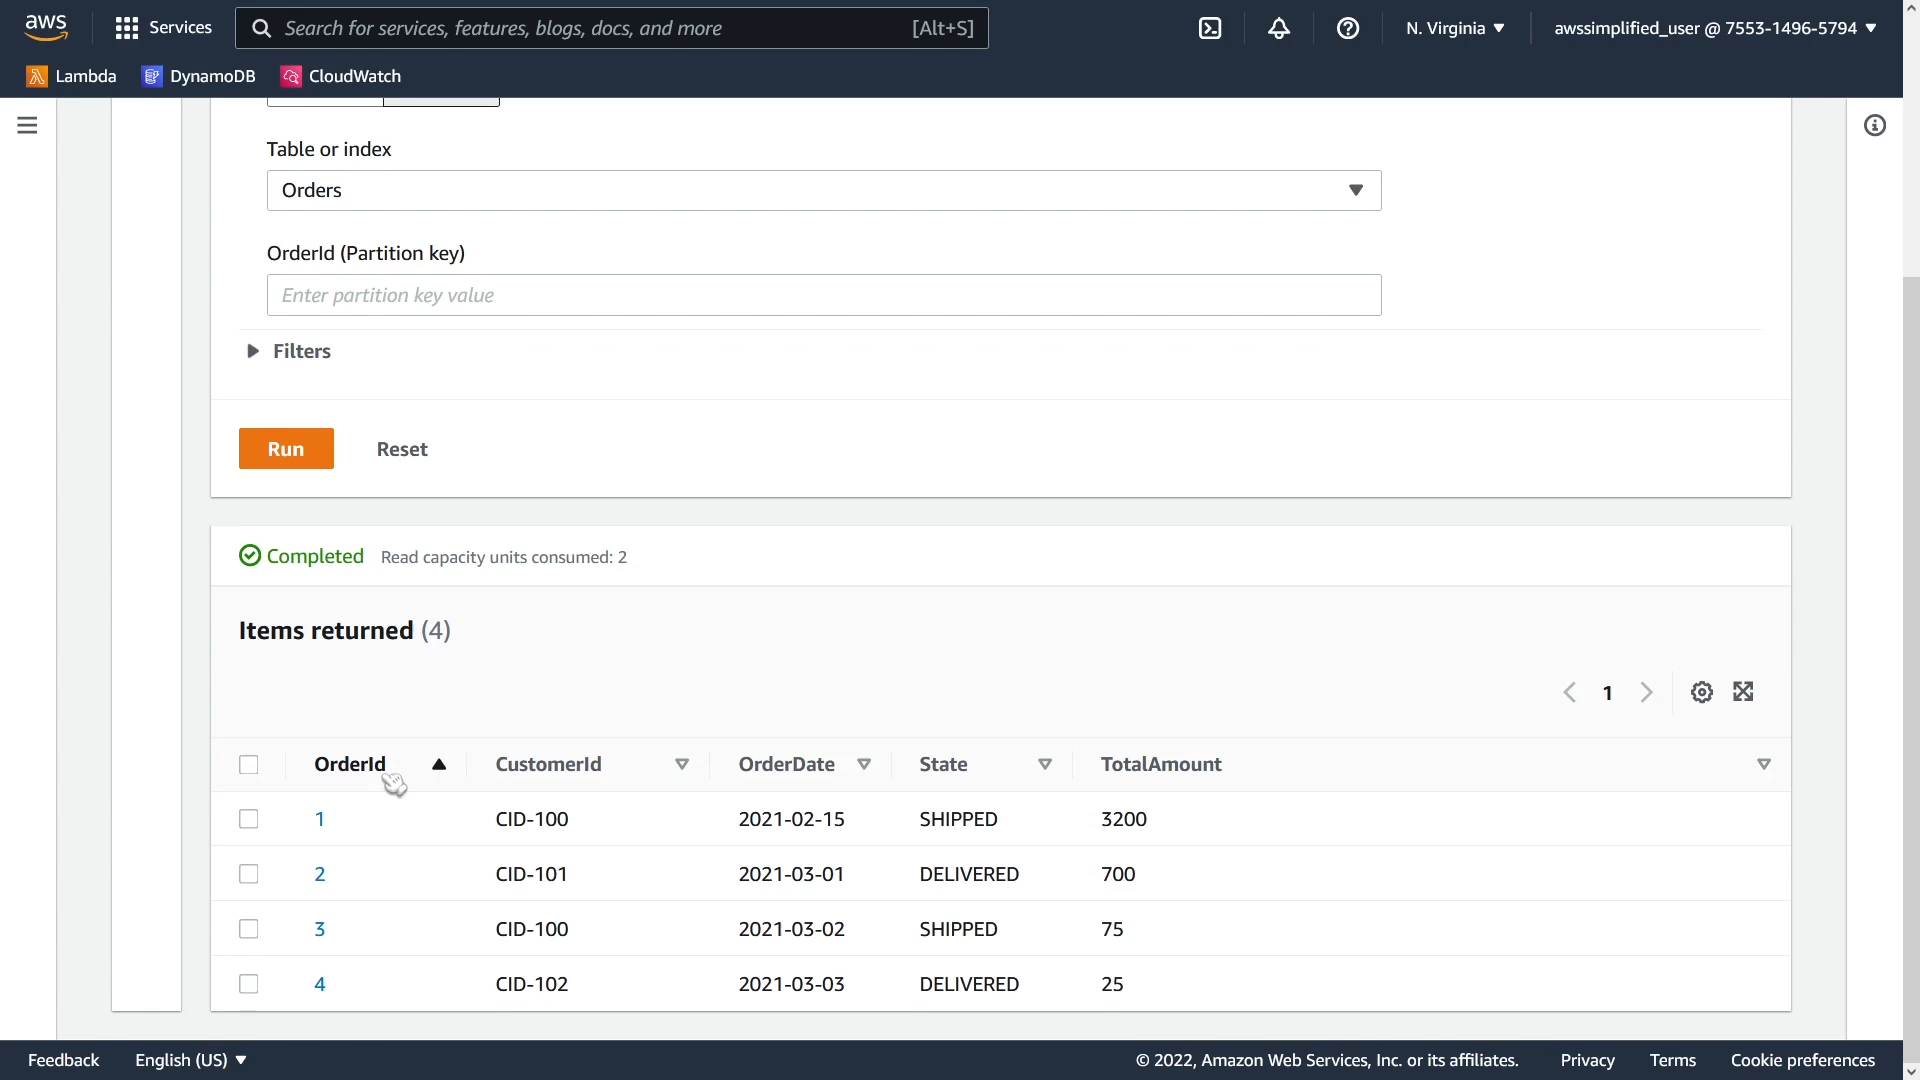 aws
Services
Search for services, features, blogs, docs, and more
[Alt+S]
N. Virginia
awssimplified_user @ 7553-1496-5794
Lambda
DynamoDB
CloudWatch
Table or index
Orders
OrderId (Partition key)
Enter partition key value
Filters
Run
Reset
Completed
Read capacity units consumed: 2
Items returned (4)
1
OrderId CustomerId OrderDate State TotalAmount
1 CID-100 2021-02-15 SHIPPED 3200
2 CID-101 2021-03-01 DELIVERED 700
3 CID-100 2021-03-02 SHIPPED 75
4 CID-102 2021-03-03 DELIVERED 25
Feedback
English (US)
© 2022, Amazon Web Services, Inc. or its affiliates.
Privacy
Terms
Cookie preferences